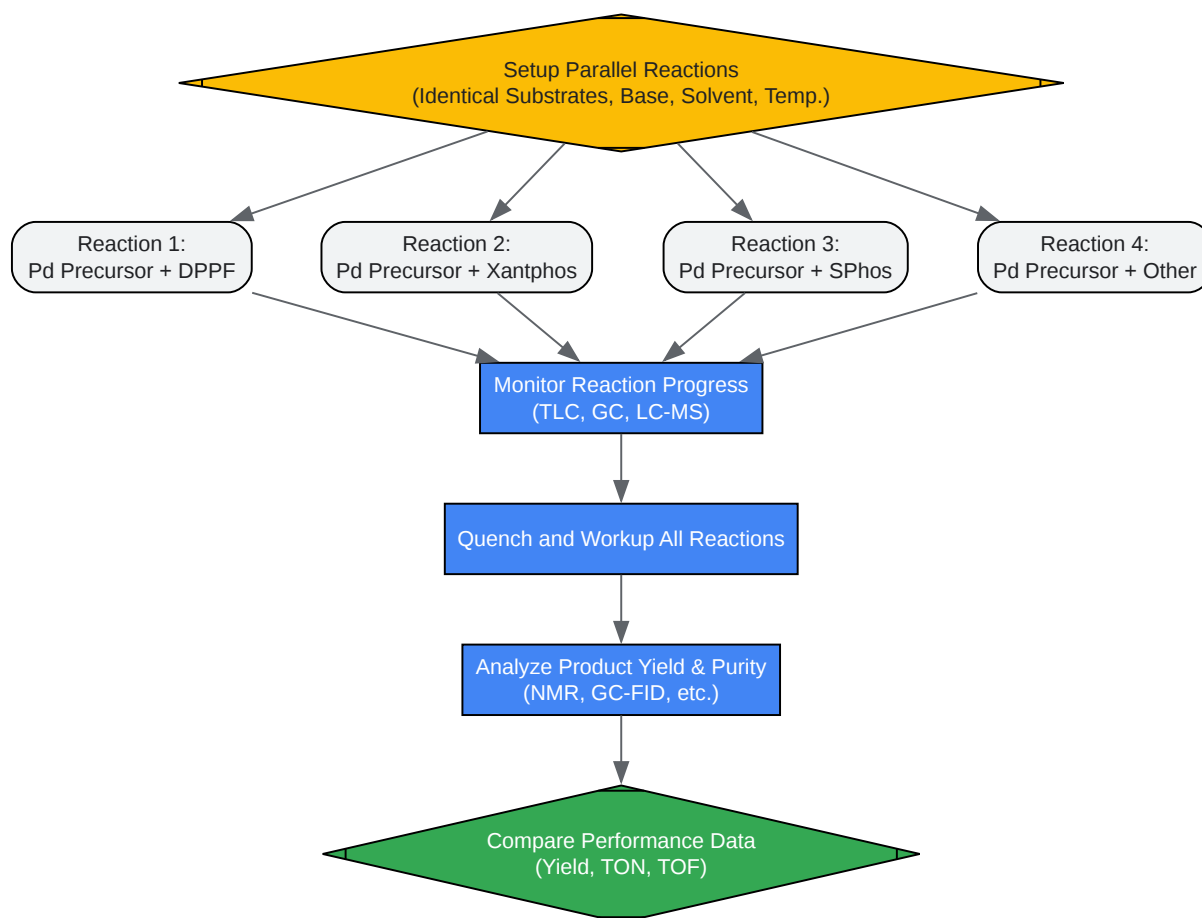 Setup Parallel Reactions
(Identical Substrates, Base, Solvent, Temp.)
Reaction 1:
Pd Precursor + DPPF
Reaction 2:
Pd Precursor + Xantphos
Reaction 3:
Pd Precursor + SPhos
Reaction 4:
Pd Precursor + Other
Monitor Reaction Progress
(TLC, GC, LC-MS)
Quench and Workup All Reactions
Analyze Product Yield & Purity
(NMR, GC-FID, etc.)
Compare Performance Data
(Yield, TON, TOF)